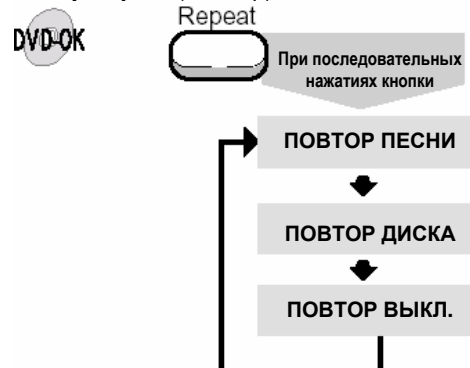 Repeat
DVD-OK
При последовательных
нажатиях кнопки
ПОВТОР ПЕСНИ
ПОВТОР ДИСКА
ПОВТОР ВЫКЛ.